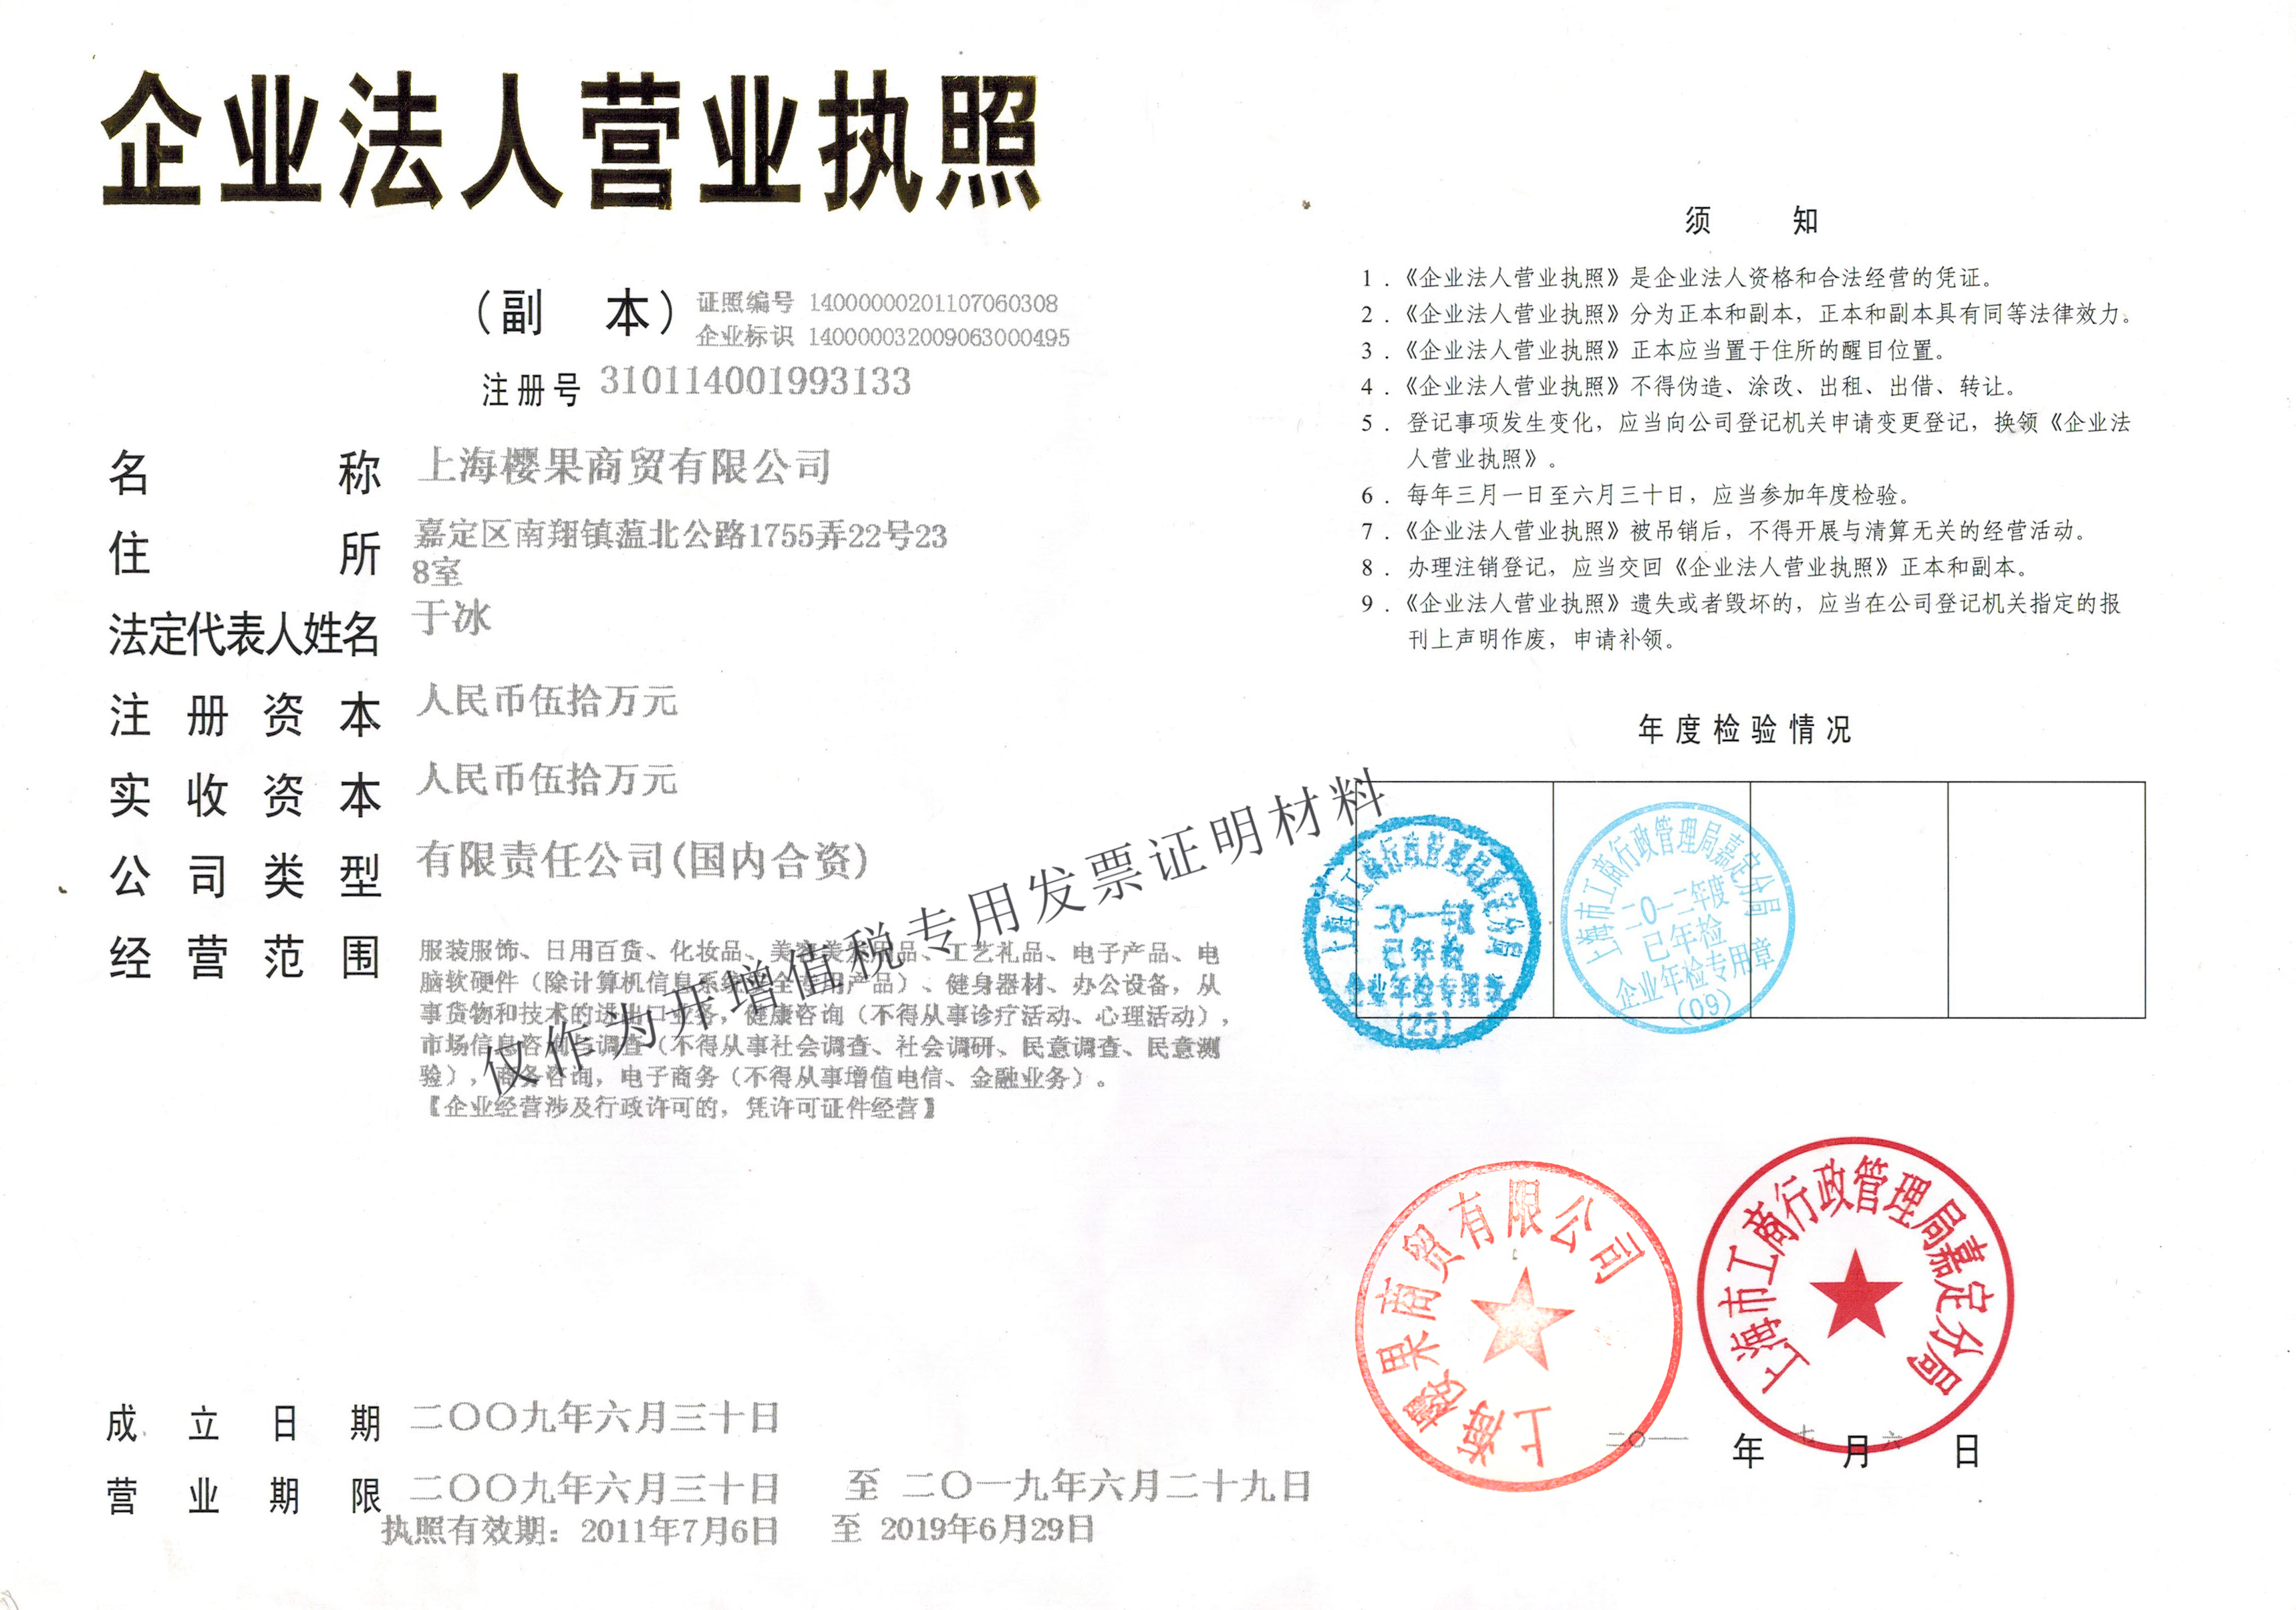 企业法人营业执照
（副 本）
证照编号 14000000201107060308
企业标识 14000003200906300​0495
注册号 310114001993133
名称 上海樱果商贸有限公司
住所 嘉定区南翔镇蕰北公路1755弄22号23
8室
法定代表人姓名 于冰
注册资本 人民币伍拾万元
实收资本 人民币伍拾万元
公司类型 有限责任公司(国内合资)
经营范围 服装服饰、日用百货、化妆品、美装美发用品、工艺礼品、电子产品、电
脑软硬件（除计算机信息系统安全专用产品）、健身器材、办公设备，从
事货物和技术的进出口业务，健康咨询（不得从事诊疗活动、心理活动），
市场信息咨询与调查（不得从事社会调查、社会调研、民意调查、民意测
验），商务咨询，电子商务（不得从事增值电信、金融业务）。
【企业经营涉及行政许可的，凭许可证件经营】
仅作为开增值税专用发票证明材料
成立日期 二〇〇九年六月三十日
营业期限 二〇〇九年六月三十日 至 二〇一九年六月二十九日
执照有效期：2011年7月6日 至 2019年6月29日
须知
1．《企业法人营业执照》是企业法人资格和合法经营的凭证。
2．《企业法人营业执照》分为正本和副本，正本和副本具有同等法律效力。
3．《企业法人营业执照》正本应当置于住所的醒目位置。
4．《企业法人营业执照》不得伪造、涂改、出租、出借、转让。
5．登记事项发生变化，应当向公司登记机关申请变更登记，换领《企业法
人营业执照》。
6．每年三月一日至六月三十日，应当参加年度检验。
7．《企业法人营业执照》被吊销后，不得开展与清算无关的经营活动。
8．办理注销登记，应当交回《企业法人营业执照》正本和副本。
9．《企业法人营业执照》遗失或者毁坏的，应当在公司登记机关指定的报
刊上声明作废，申请补领。
年度检验情况
上海市工商行政管理局嘉定分局
二〇一一年度
已年检
企业年检专用章
(25)
上海市工商行政管理局嘉定分局
二〇一二年度
已年检
企业年检专用章
(09)
上海樱果商贸有限公司
上海市工商行政管理局嘉定分局
二〇一一年七月六日